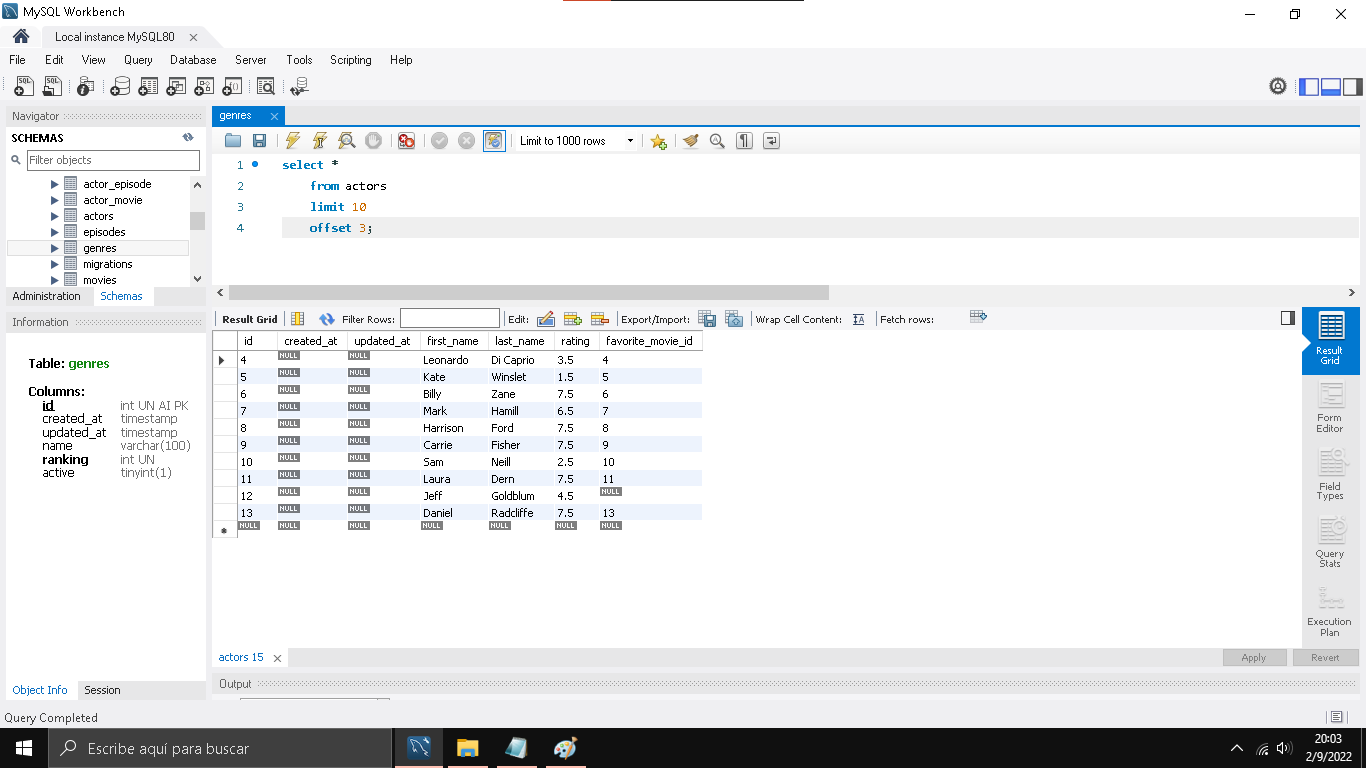 MySQL Workbench
Local instance MySQL80
File Edit View Query Database Server Tools Scripting Help
Navigator
SCHEMAS
Filter objects
actor_episode
actor_movie
actors
episodes
genres
migrations
movies
Administration Schemas
Information
Table: genres
Columns:
id int UN AI PK
created_at timestamp
updated_at timestamp
name varchar(100)
ranking int UN
active tinyint(1)
Object Info Session
genres
Limit to 1000 rows
1 select *
2 from actors
3 limit 10
4 offset 3;
Result Grid Filter Rows: Edit: Export/Import: Wrap Cell Content: Fetch rows:
id created_at updated_at first_name last_name rating favorite_movie_id
4 NULL NULL Leonardo Di Caprio 3.5 4
5 NULL NULL Kate Winslet 1.5 5
6 NULL NULL Billy Zane 7.5 6
7 NULL NULL Mark Hamill 6.5 7
8 NULL NULL Harrison Ford 7.5 8
9 NULL NULL Carrie Fisher 7.5 9
10 NULL NULL Sam Neill 2.5 10
11 NULL NULL Laura Dern 7.5 11
12 NULL NULL Jeff Goldblum 4.5 NULL
13 NULL NULL Daniel Radcliffe 7.5 13
NULL NULL NULL NULL NULL NULL NULL
Result
Grid
Form
Editor
Field
Types
Query
Stats
Execution
Plan
actors 15
Apply Revert
Output
Query Completed
Escribe aquí para buscar
20:03
2/9/2022